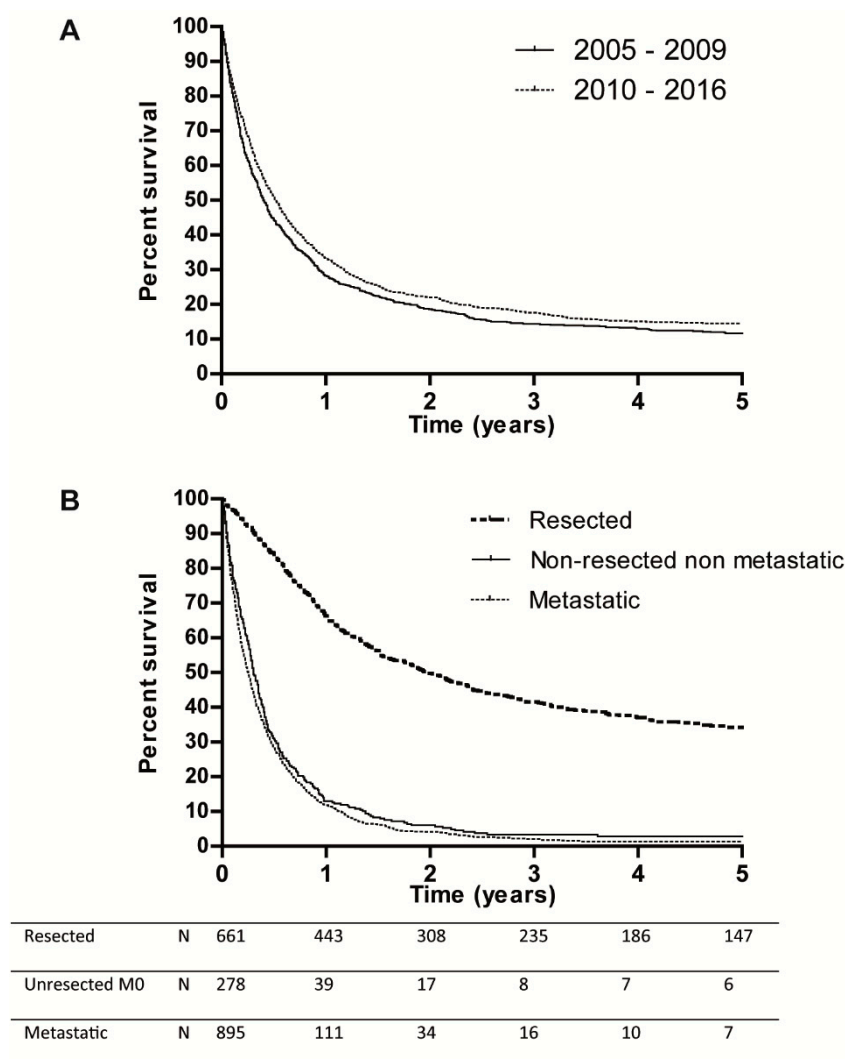 A
Percent survival
100
90
80
70
60
50
40
30
20
10
0
0 1 2 3 4 5
Time (years)
2005 - 2009
2010 - 2016
B
Percent survival
100
90
80
70
60
50
40
30
20
10
0
0 1 2 3 4 5
Time (years)
Resected
Non-resected non metastatic
Metastatic
Resected N 661 443 308 235 186 147
Unresected M0 N 278 39 17 8 7 6
Metastatic N 895 111 34 16 10 7